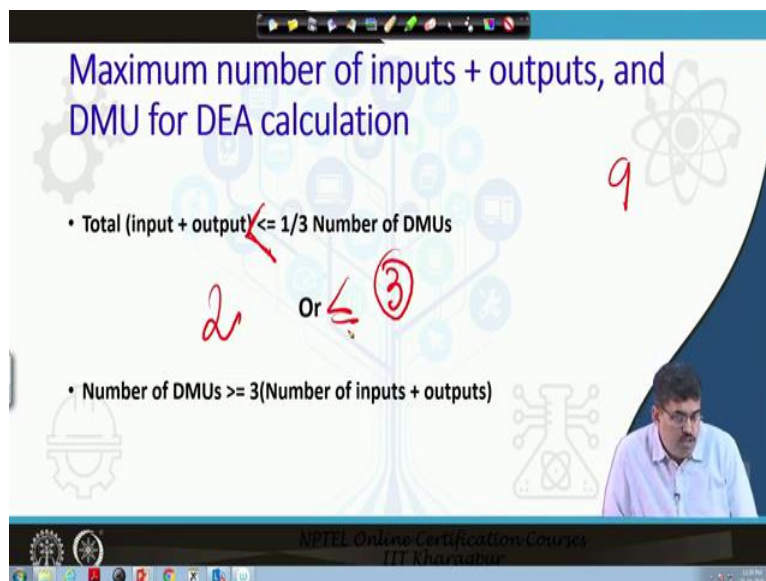 Maximum number of inputs + outputs, and
DMU for DEA calculation
9
• Total (input + output) <= 1/3 Number of DMUs
2 Or ≤ 3
• Number of DMUs >= 3(Number of inputs + outputs)
NPTEL Online Certification Courses
IIT Kharagpur